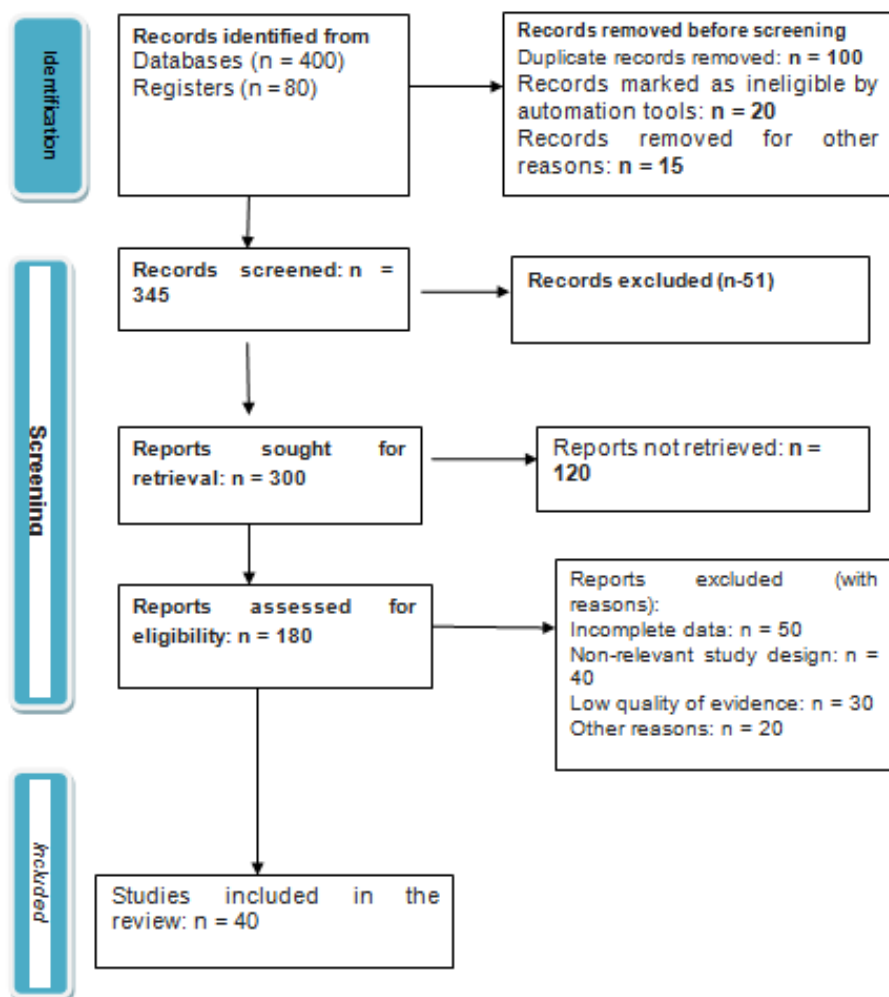 Identification
Records identified from
Databases (n = 400)
Registers (n = 80)
Records removed before screening
Duplicate records removed: n = 100
Records marked as ineligible by
automation tools: n = 20
Records removed for other
reasons: n = 15
Screening
Records screened: n =
345
Records excluded (n-51)
Reports sought for
retrieval: n = 300
Reports not retrieved: n =
120
Reports assessed for
eligibility: n = 180
Reports excluded (with
reasons):
Incomplete data: n = 50
Non-relevant study design: n =
40
Low quality of evidence: n = 30
Other reasons: n = 20
Included
Studies included in the
review: n = 40